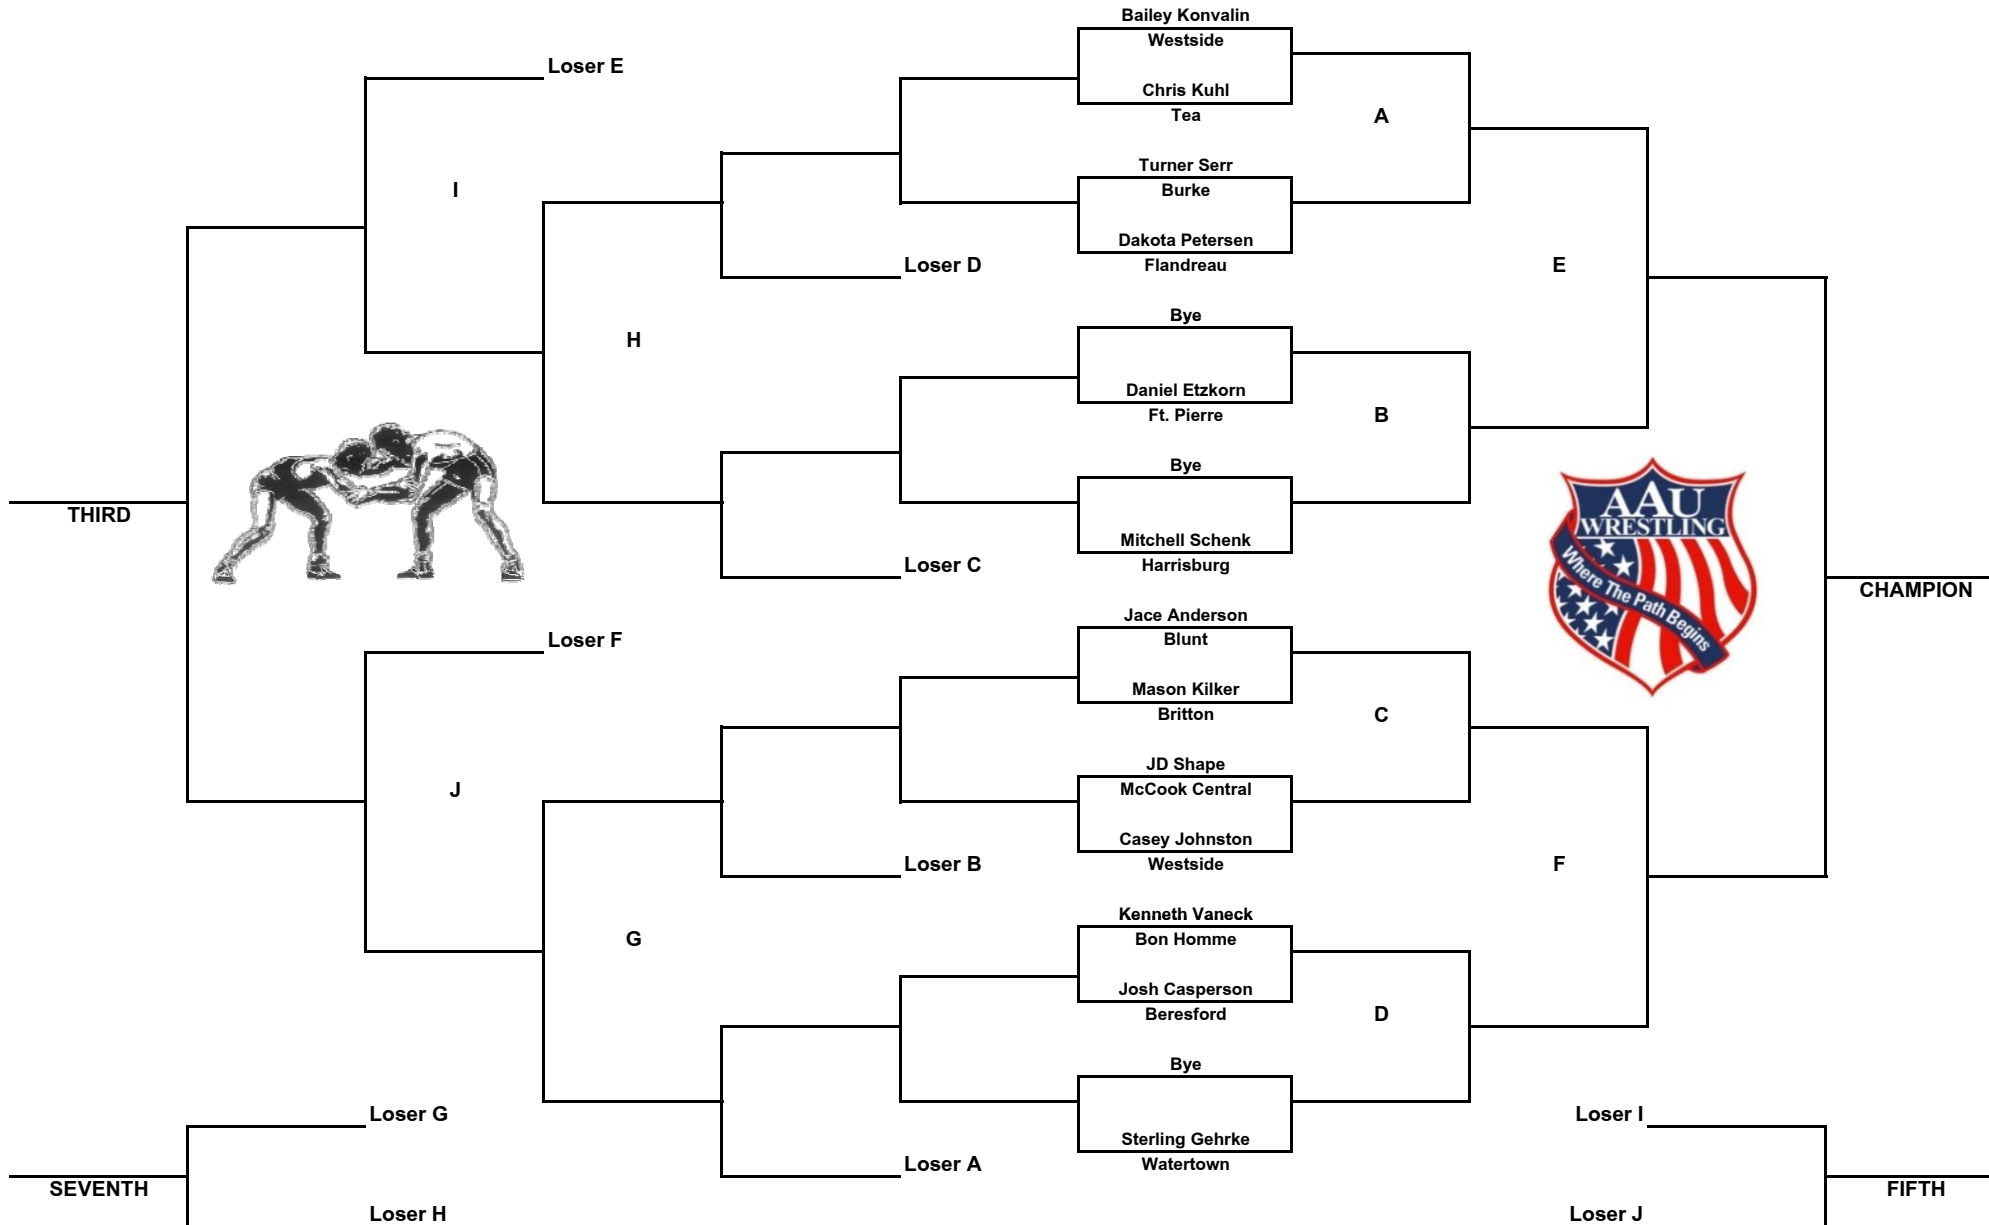 Bailey Konvalin
Westside
Loser E
Chris Kuhl
Tea
A
Turner Serr
Burke
I
Dakota Petersen
Flandreau
Loser D
E
Bye
H
Daniel Etzkorn
Ft. Pierre
B
Bye
AAU
WRESTLING
Where The Path Begins
THIRD
Mitchell Schenk
Harrisburg
Loser C
CHAMPION
Jace Anderson
Blunt
Loser F
Mason Kilker
Britton
C
JD Shape
McCook Central
J
Casey Johnston
Westside
Loser B
F
Kenneth Vaneck
Bon Homme
G
Josh Casperson
Beresford
D
Bye
Loser G
Loser I
Sterling Gehrke
Watertown
Loser A
SEVENTH
FIFTH
Loser H
Loser J